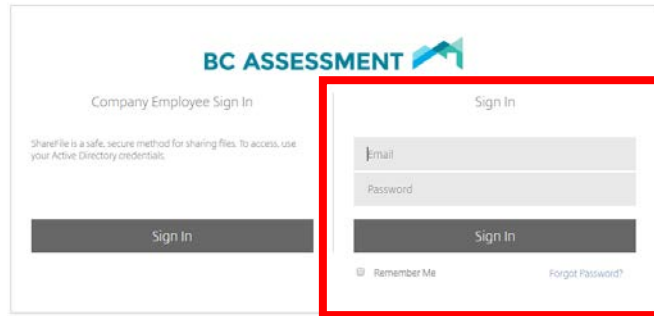 BC ASSESSMENT
Company Employee Sign In
ShareFile is a safe, secure method for sharing files. To access, use
your Active Directory credentials.
Sign In
Sign In
Email
Password
Sign In
Remember Me
Forgot Password?